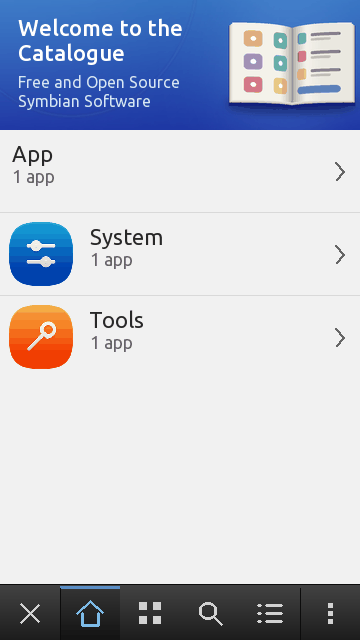 Welcome to the
Catalogue
Free and Open Source
Symbian Software
App
1 app
System
1 app
Tools
1 app